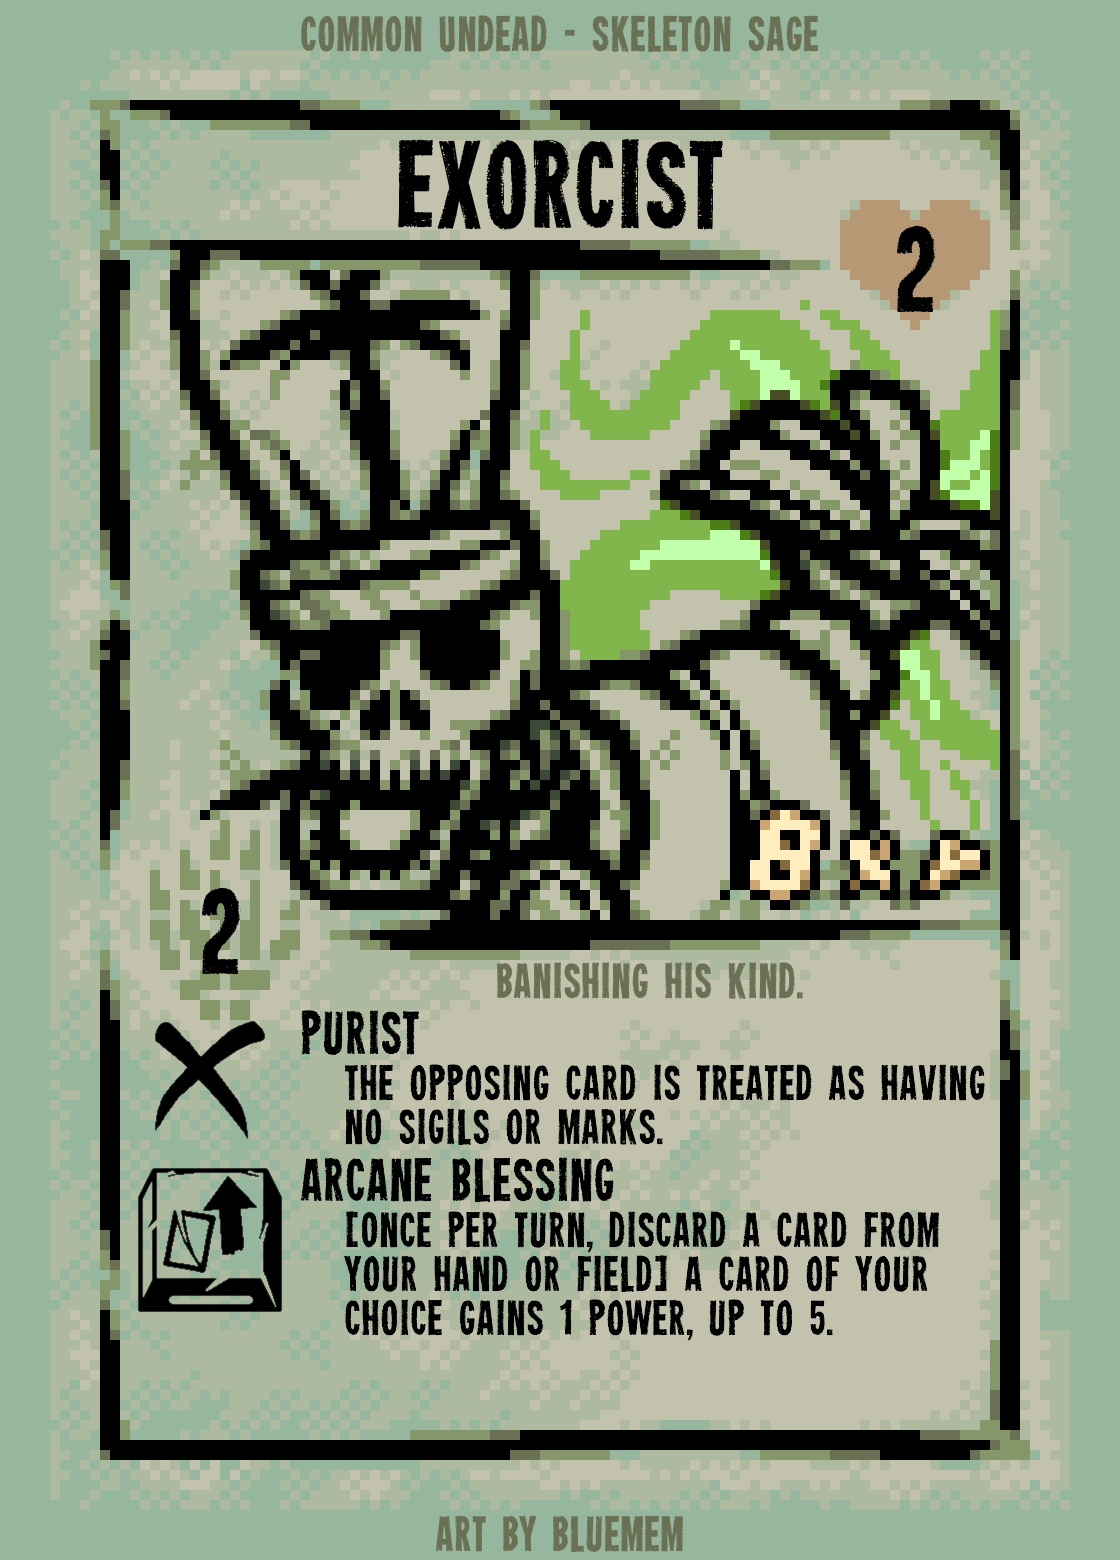 COMMON UNDEAD - SKELETON SAGE
EXORCIST
2
8 X 7
2
BANISHING HIS KIND.
PURIST
THE OPPOSING CARD IS TREATED AS HAVING
NO SIGILS OR MARKS.
ARCANE BLESSING
[ONCE PER TURN, DISCARD A CARD FROM
YOUR HAND OR FIELD] A CARD OF YOUR
CHOICE GAINS 1 POWER, UP TO 5.
ART BY BLUEMEM